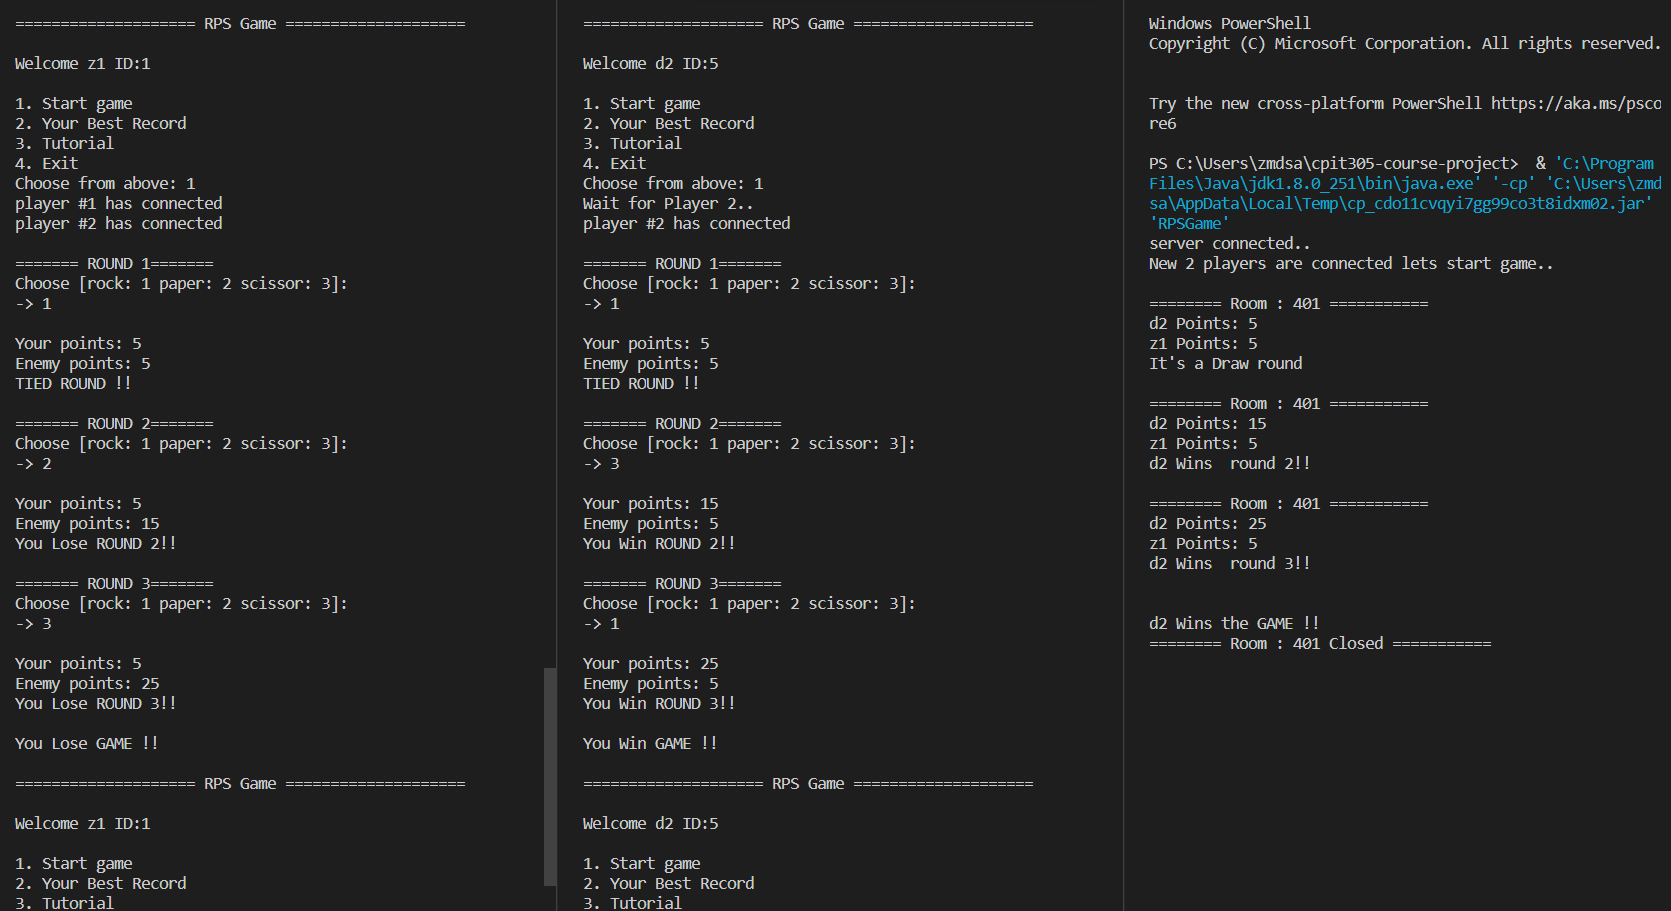 ==================== RPS Game ====================
Welcome z1 ID:1
1. Start game
2. Your Best Record
3. Tutorial
4. Exit
Choose from above: 1
player #1 has connected
player #2 has connected
======= ROUND 1=======
Choose [rock: 1 paper: 2 scissor: 3]:
-> 1
Your points: 5
Enemy points: 5
TIED ROUND !!
======= ROUND 2=======
Choose [rock: 1 paper: 2 scissor: 3]:
-> 2
Your points: 5
Enemy points: 15
You Lose ROUND 2!!
======= ROUND 3=======
Choose [rock: 1 paper: 2 scissor: 3]:
-> 3
Your points: 5
Enemy points: 25
You Lose ROUND 3!!
You Lose GAME !!
==================== RPS Game ====================
Welcome z1 ID:1
1. Start game
2. Your Best Record
3. Tutorial
==================== RPS Game ====================
Welcome d2 ID:5
1. Start game
2. Your Best Record
3. Tutorial
4. Exit
Choose from above: 1
Wait for Player 2..
player #2 has connected
======= ROUND 1=======
Choose [rock: 1 paper: 2 scissor: 3]:
-> 1
Your points: 5
Enemy points: 5
TIED ROUND !!
======= ROUND 2=======
Choose [rock: 1 paper: 2 scissor: 3]:
-> 3
Your points: 15
Enemy points: 5
You Win ROUND 2!!
======= ROUND 3=======
Choose [rock: 1 paper: 2 scissor: 3]:
-> 1
Your points: 25
Enemy points: 5
You Win ROUND 3!!
You Win GAME !!
==================== RPS Game ====================
Welcome d2 ID:5
1. Start game
2. Your Best Record
3. Tutorial
Windows PowerShell
Copyright (C) Microsoft Corporation. All rights reserved.
Try the new cross-platform PowerShell https://aka.ms/psco
re6
PS C:\Users\zmdsa\cpit305-course-project>  & 'C:\Program
Files\Java\jdk1.8.0_251\bin\java.exe' '-cp' 'C:\Users\zmd
sa\AppData\Local\Temp\cp_cdo11cvqyi7gg99co3t8idxm02.jar'
'RPSGame'
server connected..
New 2 players are connected lets start game..
======== Room : 401 ===========
d2 Points: 5
z1 Points: 5
It's a Draw round
======== Room : 401 ===========
d2 Points: 15
z1 Points: 5
d2 Wins  round 2!!
======== Room : 401 ===========
d2 Points: 25
z1 Points: 5
d2 Wins  round 3!!
d2 Wins the GAME !!
======== Room : 401 Closed ===========